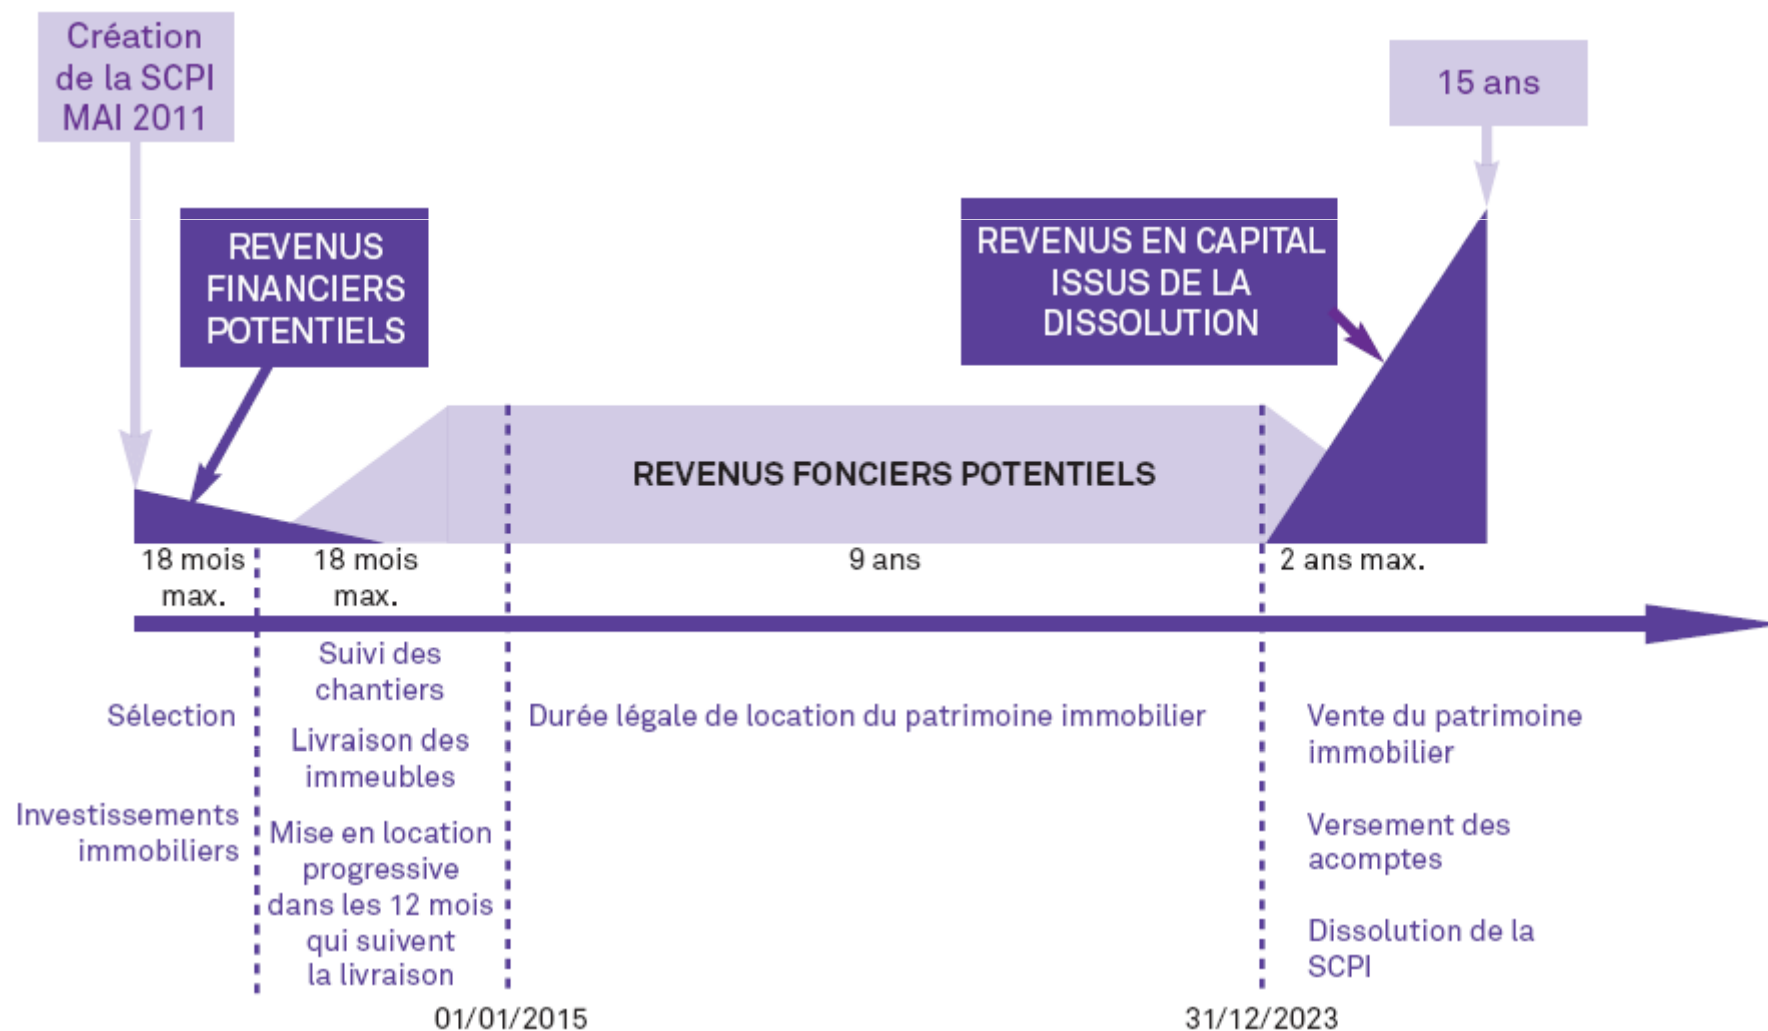 Création
de la SCPI
MAI 2011
15 ans
REVENUS
FINANCIERS
POTENTIELS
REVENUS EN CAPITAL
ISSUS DE LA
DISSOLUTION
REVENUS FONCIERS POTENTIELS
18 mois
max.
18 mois
max.
9 ans
2 ans max.
Sélection
Investissements
immobiliers
Suivi des
chantiers
Livraison des
immeubles
Mise en location
progressive
dans les 12 mois
qui suivent
la livraison
Durée légale de location du patrimoine immobilier
Vente du patrimoine
immobilier
Versement des
acomptes
Dissolution de la
SCPI
01/01/2015
31/12/2023